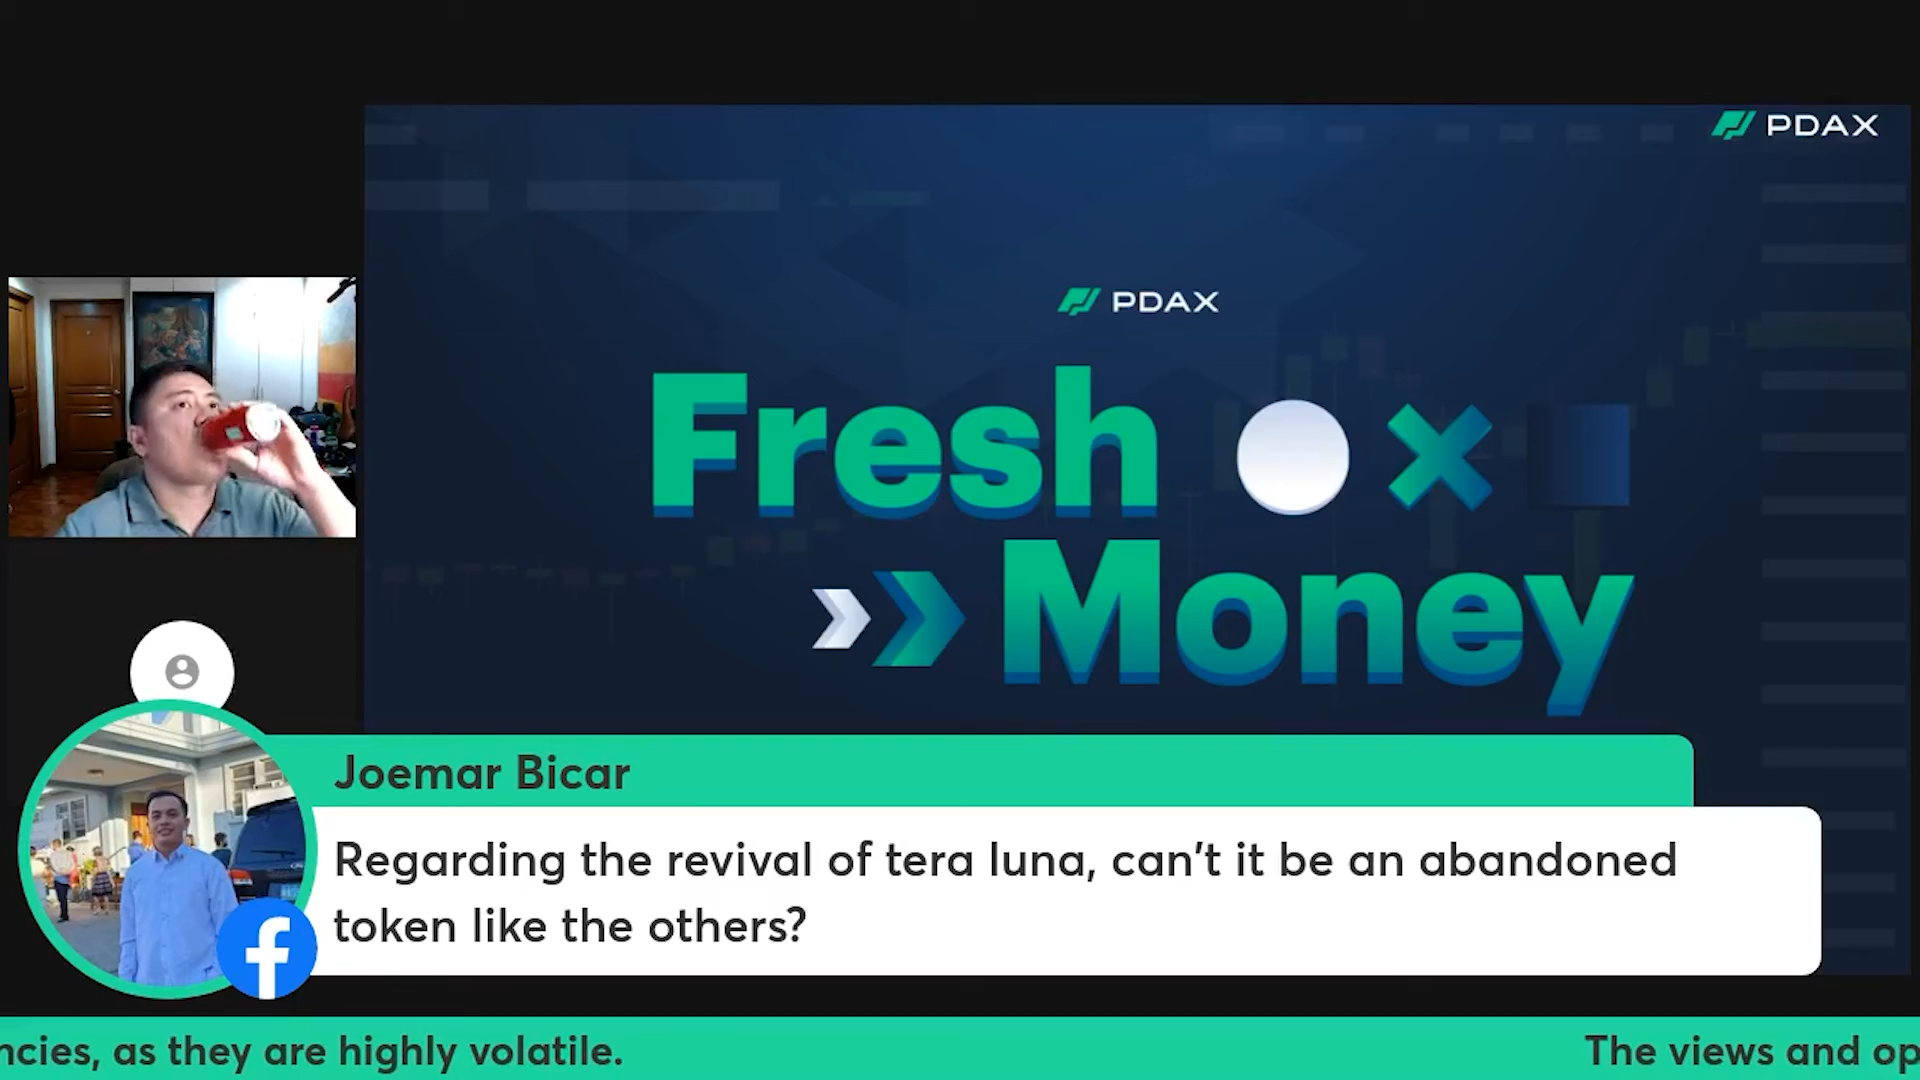 PDAX
PDAX
Fresh
Money
Joemar Bicar
Regarding the revival of tera luna, can't it be an abandoned
token like the others?
ncies, as they are highly volatile.
The views and op